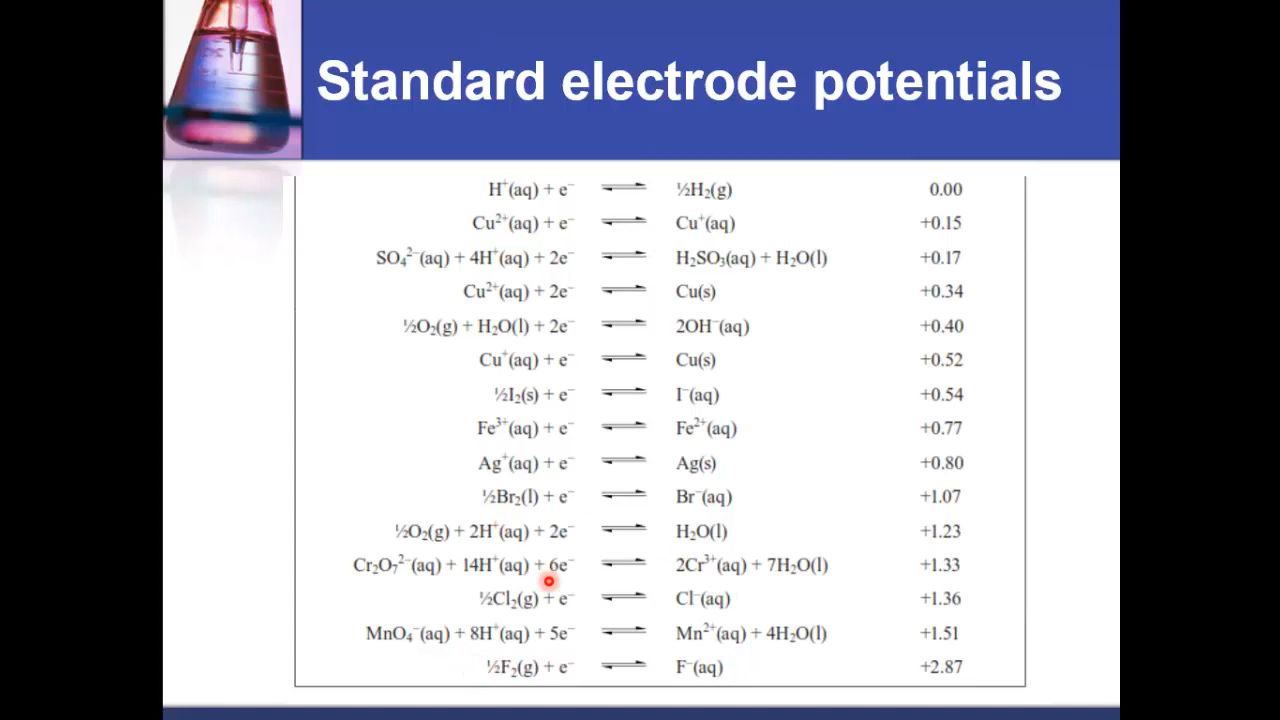 Standard electrode potentials
H⁺(aq) + e⁻ ⇌ ½H₂(g) 0.00
Cu²⁺(aq) + e⁻ ⇌ Cu⁺(aq) +0.15
SO₄²⁻(aq) + 4H⁺(aq) + 2e⁻ ⇌ H₂SO₃(aq) + H₂O(l) +0.17
Cu²⁺(aq) + 2e⁻ ⇌ Cu(s) +0.34
½O₂(g) + H₂O(l) + 2e⁻ ⇌ 2OH⁻(aq) +0.40
Cu⁺(aq) + e⁻ ⇌ Cu(s) +0.52
½I₂(s) + e⁻ ⇌ I⁻(aq) +0.54
Fe³⁺(aq) + e⁻ ⇌ Fe²⁺(aq) +0.77
Ag⁺(aq) + e⁻ ⇌ Ag(s) +0.80
½Br₂(l) + e⁻ ⇌ Br⁻(aq) +1.07
½O₂(g) + 2H⁺(aq) + 2e⁻ ⇌ H₂O(l) +1.23
Cr₂O₇²⁻(aq) + 14H⁺(aq) + 6e⁻ ⇌ 2Cr³⁺(aq) + 7H₂O(l) +1.33
½Cl₂(g) + e⁻ ⇌ Cl⁻(aq) +1.36
MnO₄⁻(aq) + 8H⁺(aq) + 5e⁻ ⇌ Mn²⁺(aq) + 4H₂O(l) +1.51
½F₂(g) + e⁻ ⇌ F⁻(aq) +2.87